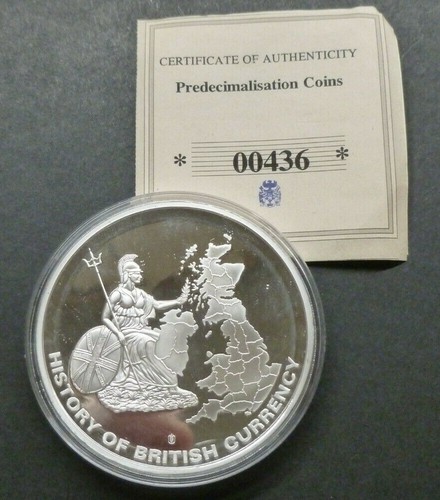 CERTIFICATE OF AUTHENTICITY
Predecimalisation Coins
* 00436 *
HISTORY OF BRITISH CURRENCY